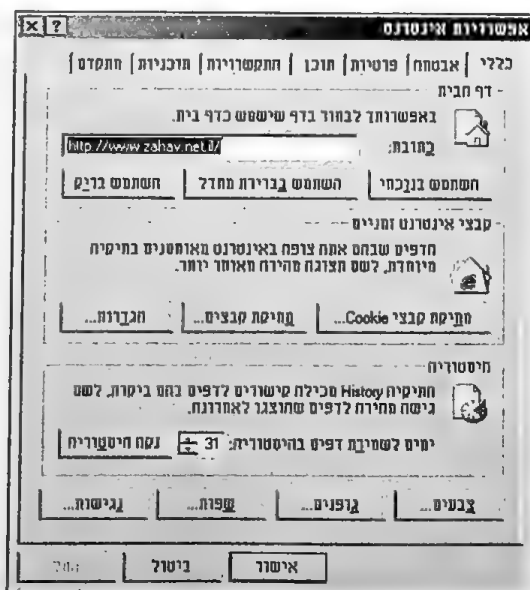 אפשרויות אינטרנט
כללי אבטחה פרטיות תוכן התקשרויות תוכניות מתקדם
דף הבית
באפשרותך לבחור בדף שישמש כדף בית.
כתובת: http://www.zahav.net.il/
השתמש בנוכחי השתמש בברירת מחדל השתמש בריק
קבצי אינטרנט זמניים
הדפים שבהם אתה צופה באינטרנט מאוחסנים בתיקיה
מיוחדת, לשם תצוגה מהירה מאוחר יותר.
מחיקת קבצי Cookie... מחיקת קבצים... הגדרות...
היסטוריה
התיקיה History מכילה קישורים לדפים בהם ביקרת, לשם
גישה מהירה לדפים שהוצגו לאחרונה.
ימים לשמירת דפים בהיסטוריה: 31 נקה היסטוריה
צבעים... גופנים... שפות... נגישות...
אישור ביטול